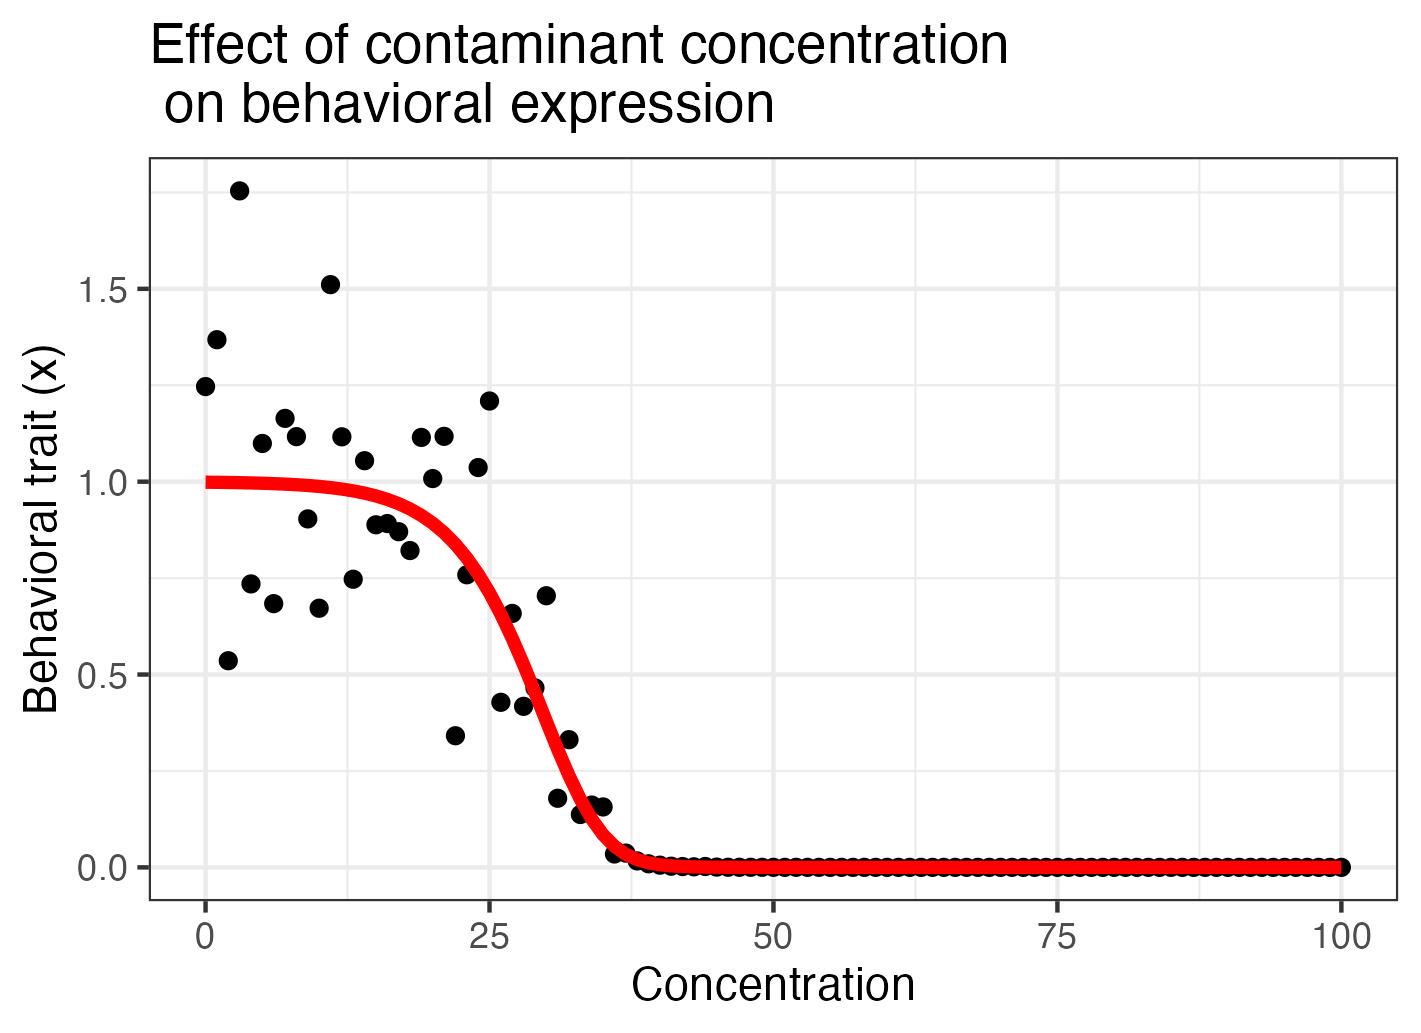 Effect of contaminant concentration
on behavioral expression
Behavioral trait (x)
1.5
1.0
0.5
0.0
0 25 50 75 100
Concentration